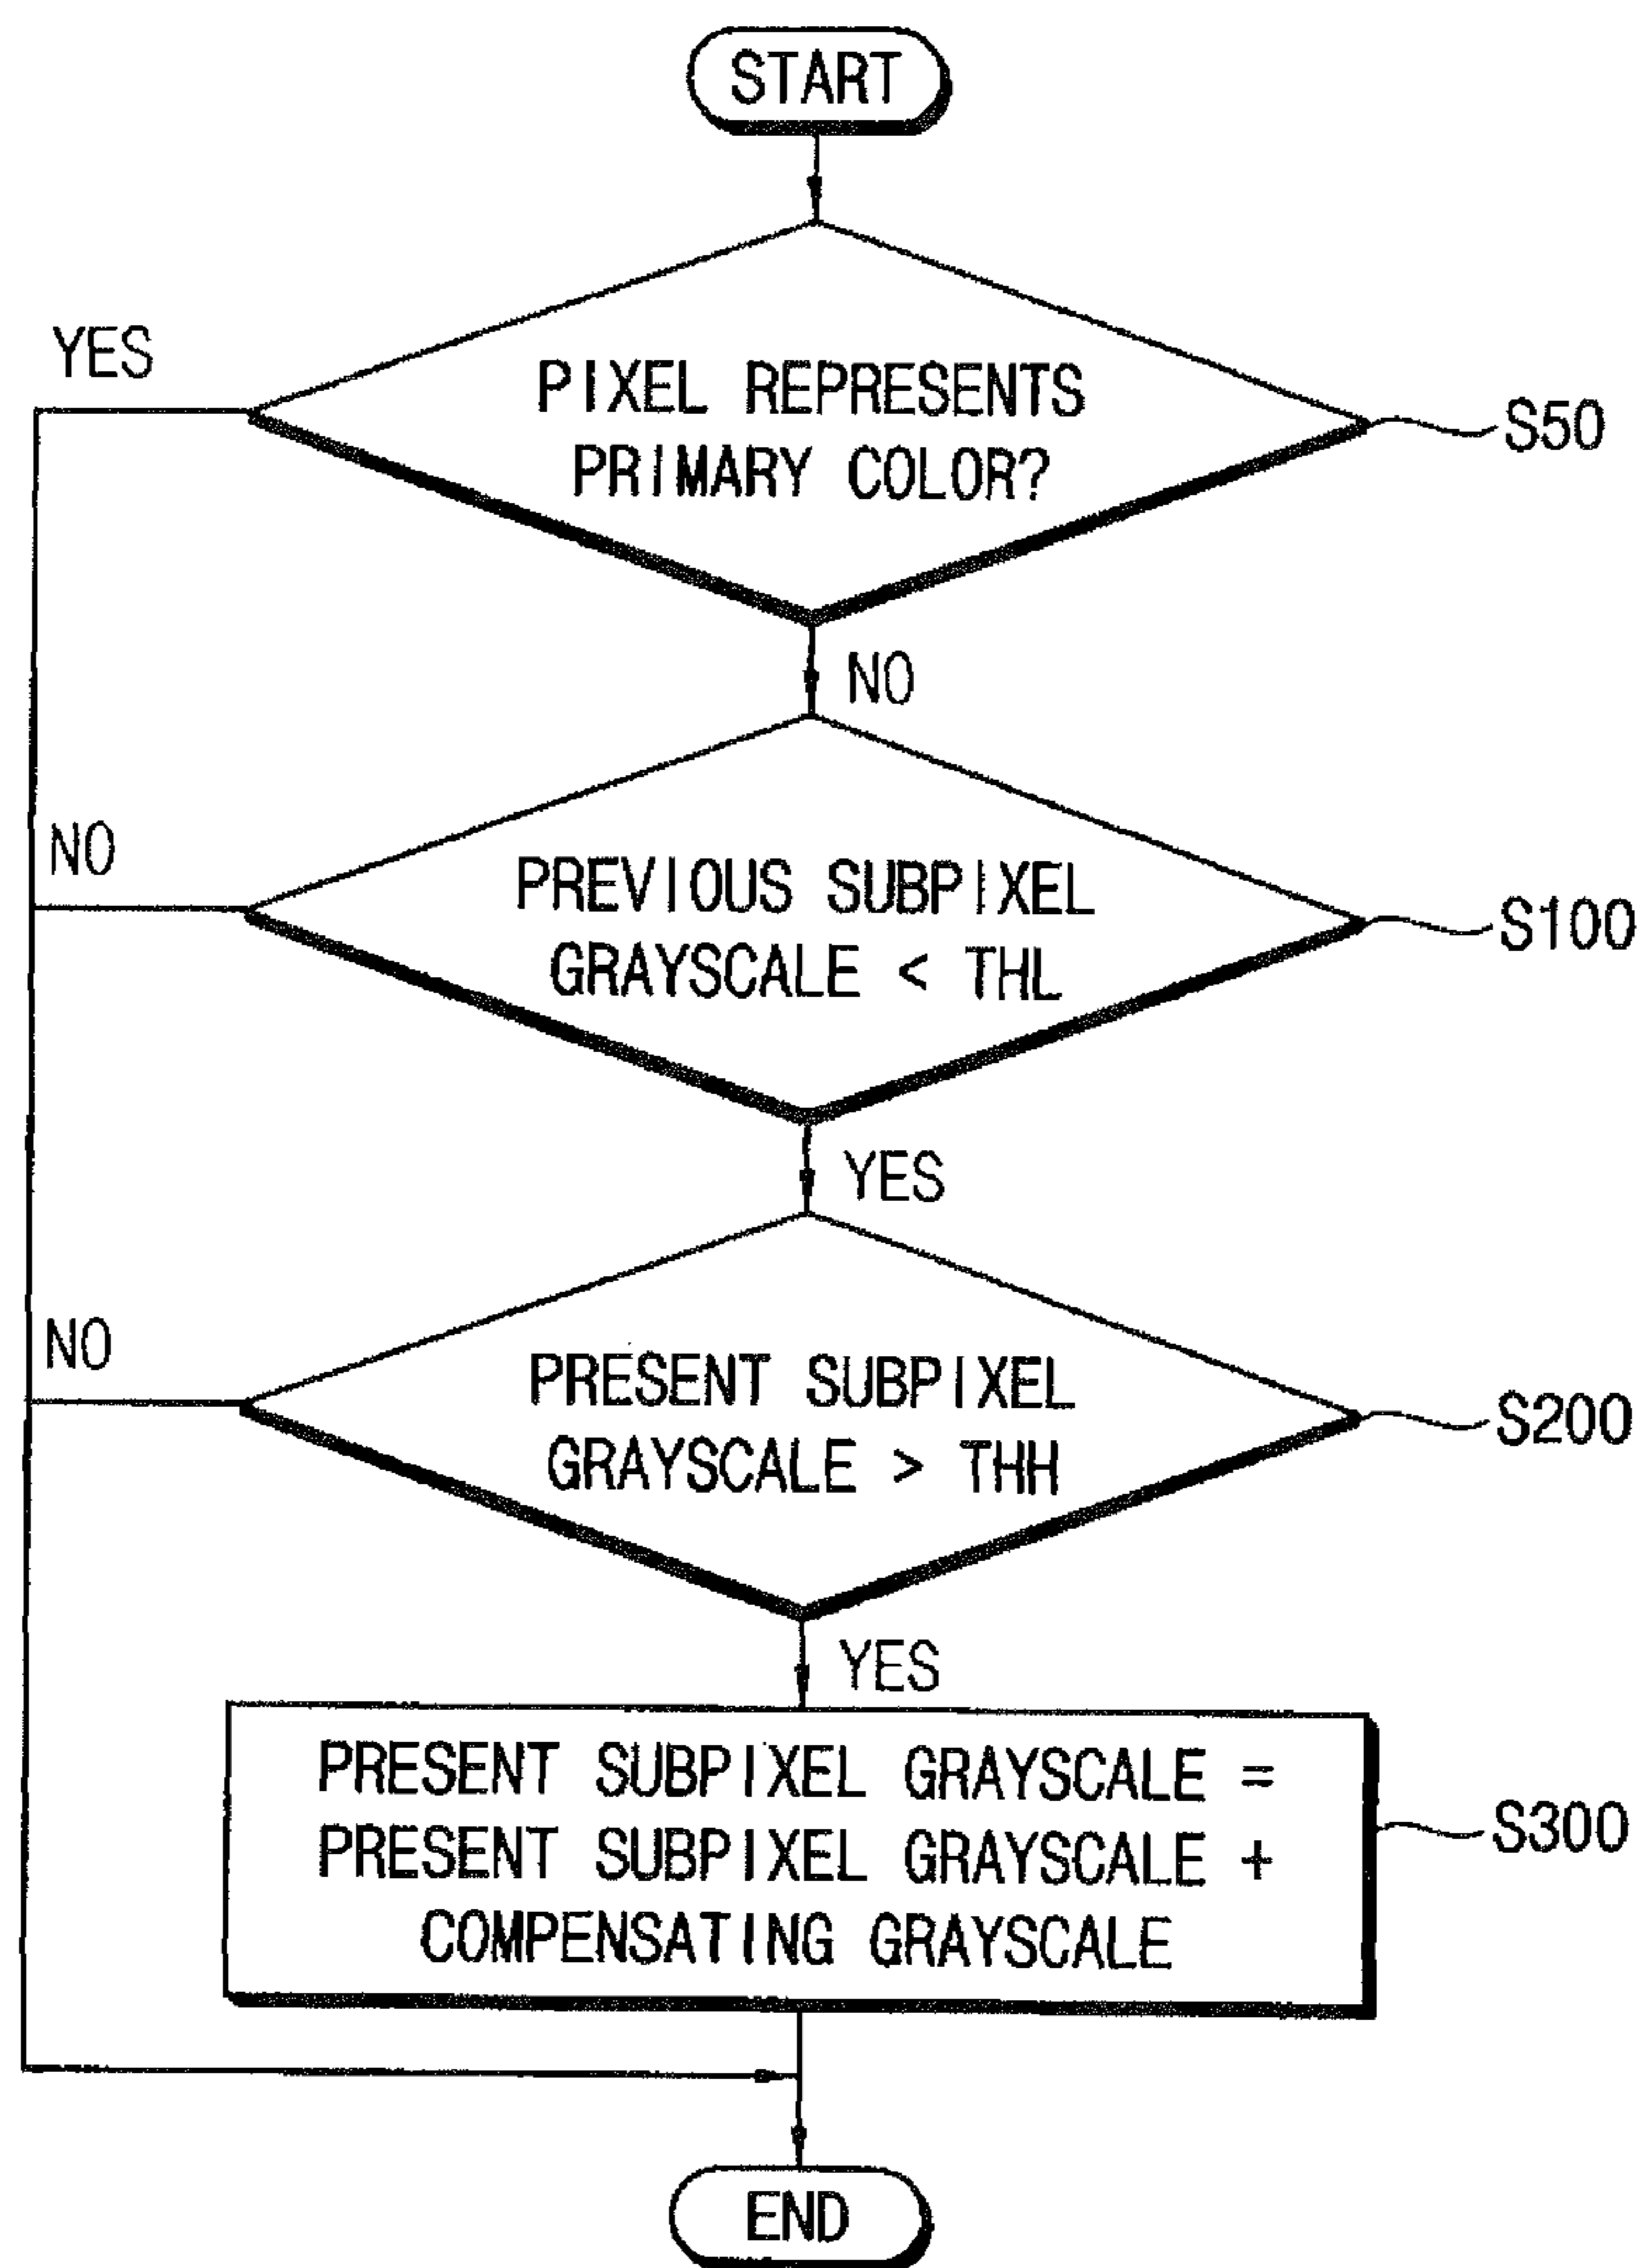 START
YES
PIXEL REPRESENTS
PRIMARY COLOR?
S50
NO
NO
PREVIOUS SUBPIXEL
GRAYSCALE < THL
S100
YES
NO
PRESENT SUBPIXEL
GRAYSCALE > THH
S200
YES
PRESENT SUBPIXEL GRAYSCALE =
PRESENT SUBPIXEL GRAYSCALE +
COMPENSATING GRAYSCALE
S300
END